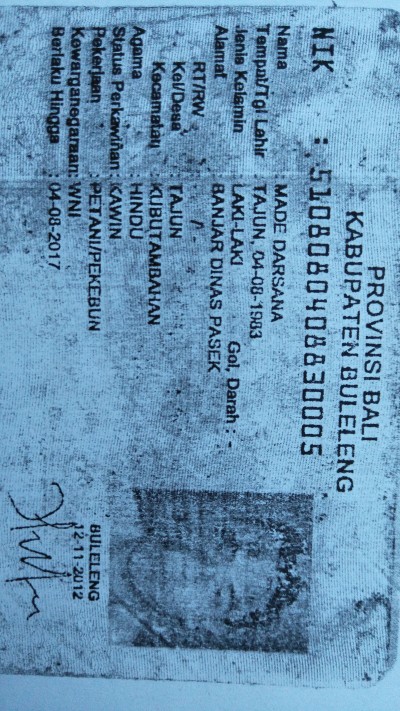 PROVINSI BALI
KABUPATEN BULELENG
NIK : 5108080408830005
Nama : MADE DARSANA
Tempat/Tgl Lahir : TAJUN, 04-08-1983
Jenis Kelamin : LAKI-LAKI Gol. Darah : -
Alamat : BANJAR DINAS PASEK
RT/RW : /
Kel/Desa : TAJUN
Kecamatan : KUBUTAMBAHAN
Agama : HINDU
Status Perkawinan : KAWIN
Pekerjaan : PETANI/PEKEBUN
Kewarganegaraan: WNI
Berlaku Hingga : 04-08-2017
BULELENG
12-11-2012